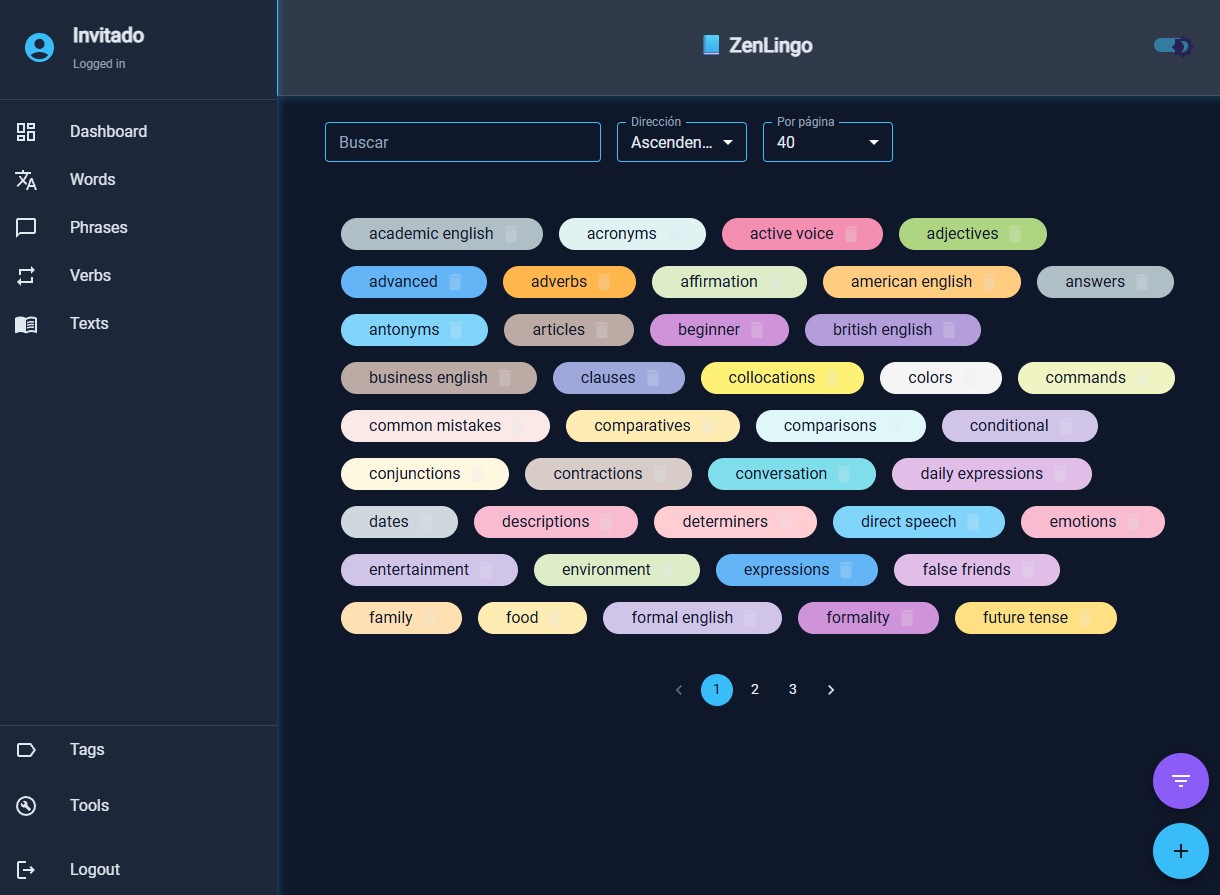 Invitado
Logged in
ZenLingo
Dashboard
Words
Phrases
Verbs
Texts
Tags
Tools
Logout
Buscar
Dirección
Ascenden...
Por página
40
academic english acronyms active voice adjectives
advanced adverbs affirmation american english answers
antonyms articles beginner british english
business english clauses collocations colors commands
common mistakes comparatives comparisons conditional
conjunctions contractions conversation daily expressions
dates descriptions determiners direct speech emotions
entertainment environment expressions false friends
family food formal english formality future tense
1 2 3